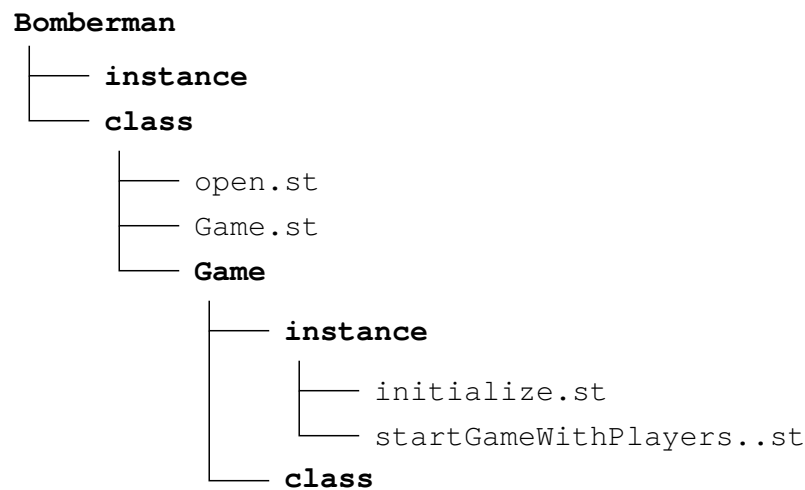 Bomberman
instance
class
open.st
Game.st
Game
instance
initialize.st
startGameWithPlayers..st
class